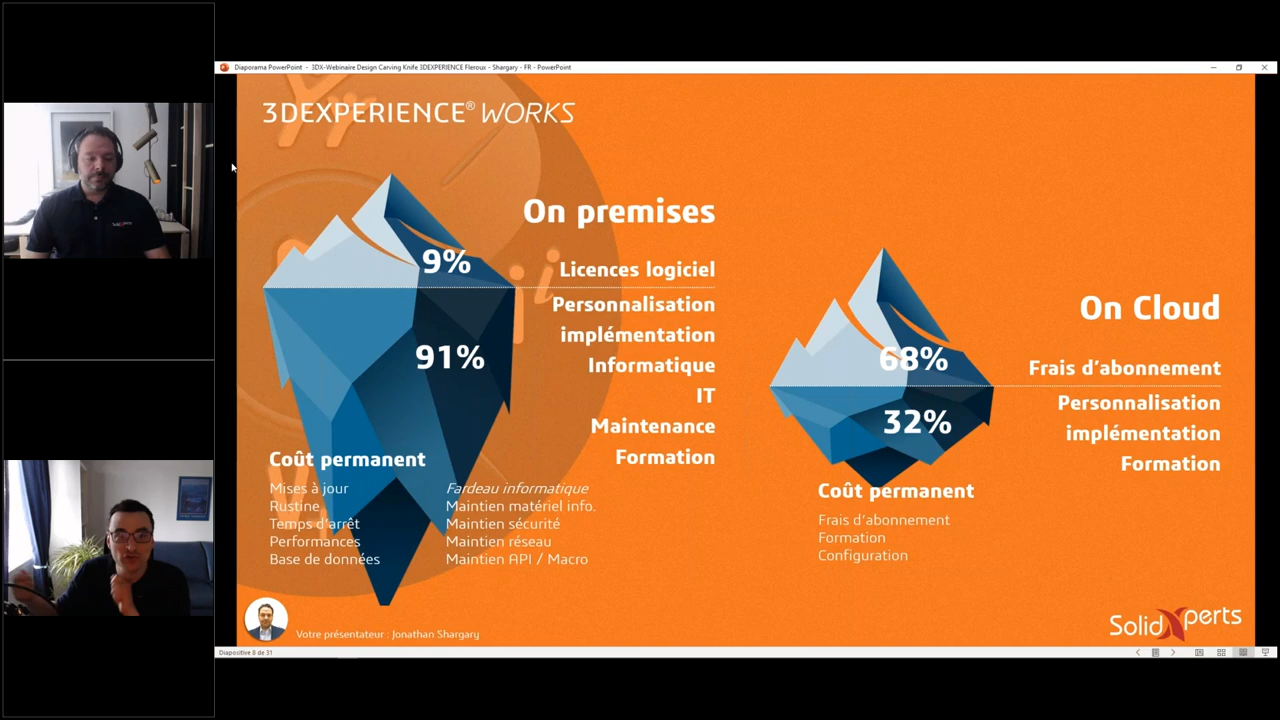 Diaporama PowerPoint - 3DX-Webinaire Design Carving Knife 3DEXPERIENCE Fleroux - Shargary - FR - PowerPoint
3DEXPERIENCE® WORKS
On premises
9%
Licences logiciel
Personnalisation
implémentation
91%
Informatique
IT
Maintenance
Formation
Coût permanent
Mises à jour
Rustine
Temps d'arrêt
Performances
Base de données
Fardeau informatique
Maintien matériel info.
Maintien sécurité
Maintien réseau
Maintien API / Macro
On Cloud
68%
Frais d'abonnement
32%
Personnalisation
implémentation
Formation
Coût permanent
Frais d'abonnement
Formation
Configuration
Votre présentateur : Jonathan Shargary
SolidXperts
Diapositive 8 de 31